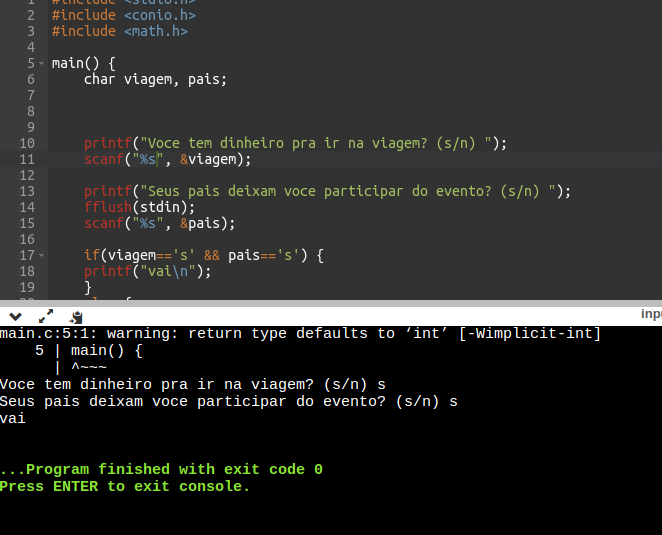 1 #include <stdio.h>
2 #include <conio.h>
3 #include <math.h>
4
5 main() {
6 char viagem, pais;
7
8
9
10 printf("Voce tem dinheiro pra ir na viagem? (s/n) ");
11 scanf("%s", &viagem);
12
13 printf("Seus pais deixam voce participar do evento? (s/n) ");
14 fflush(stdin);
15 scanf("%s", &pais);
16
17 if(viagem=='s' && pais=='s') {
18 printf("vai\n");
19 }
inpu
main.c:5:1: warning: return type defaults to ‘int’ [-Wimplicit-int]
5 | main() {
| ^~~~
Voce tem dinheiro pra ir na viagem? (s/n) s
Seus pais deixam voce participar do evento? (s/n) s
vai
...Program finished with exit code 0
Press ENTER to exit console.